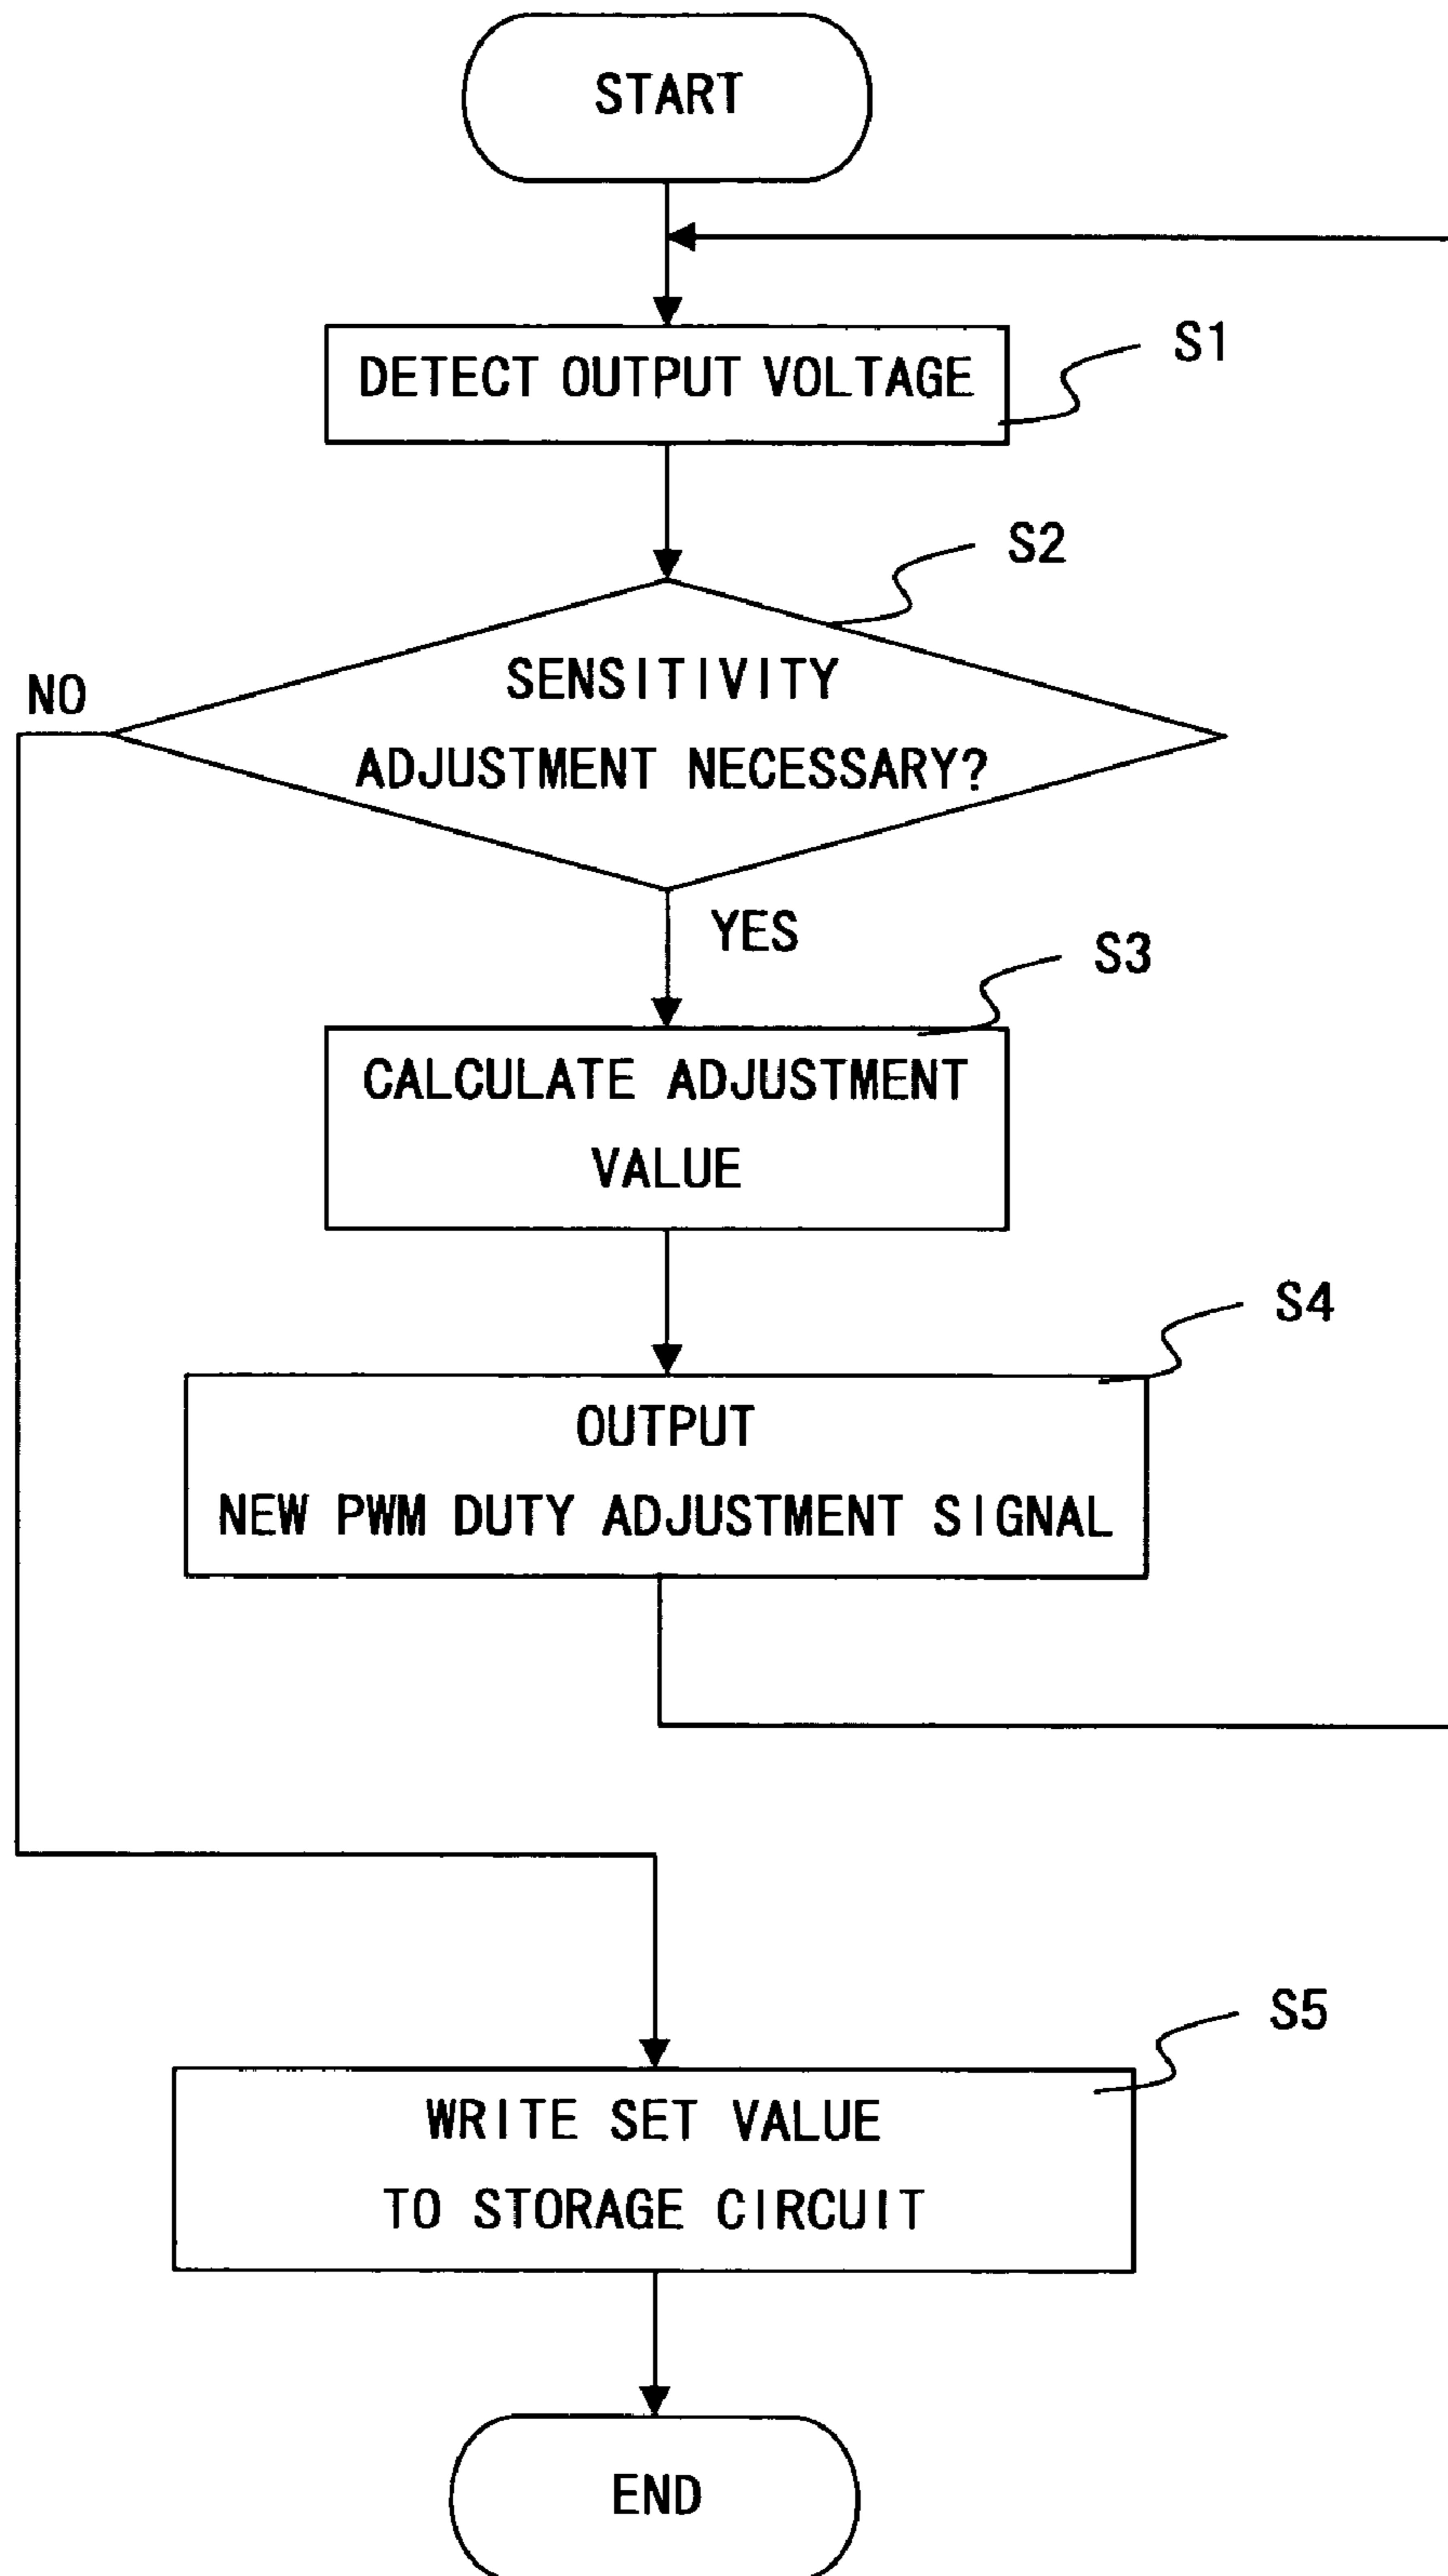 START
DETECT OUTPUT VOLTAGE
S1
S2
NO
SENSITIVITY
ADJUSTMENT NECESSARY?
YES
S3
CALCULATE ADJUSTMENT
VALUE
S4
OUTPUT
NEW PWM DUTY ADJUSTMENT SIGNAL
S5
WRITE SET VALUE
TO STORAGE CIRCUIT
END